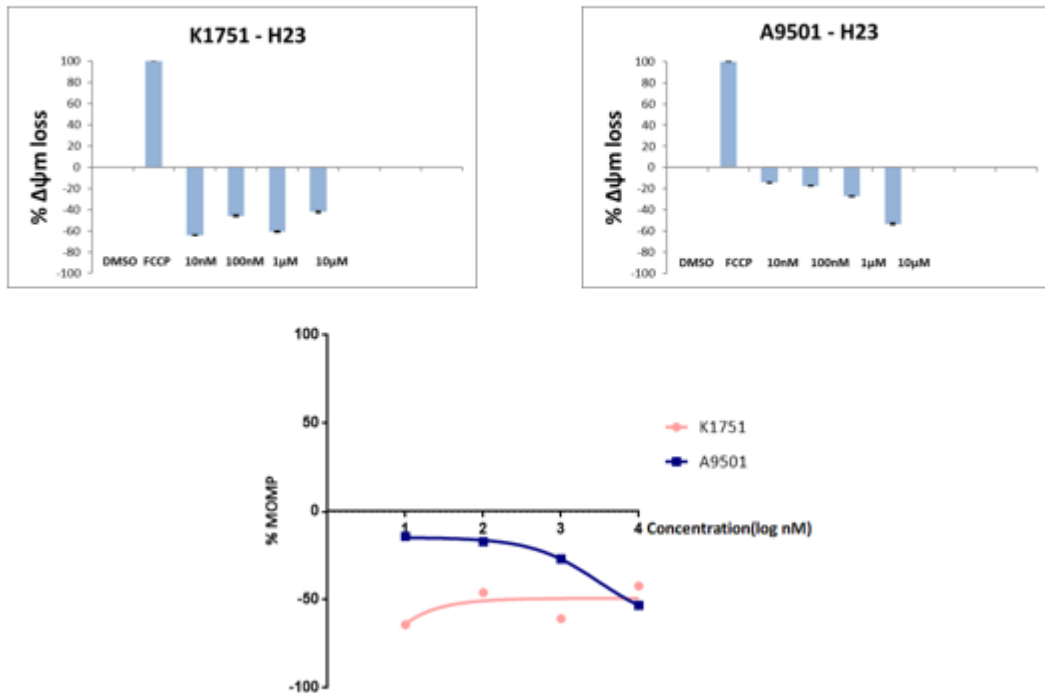 K1751 - H23
% Δψm loss
100
80
60
40
20
0
-20
-40
-60
-80
-100
DMSO FCCP 10nM 100nM 1µM 10µM
A9501 - H23
% Δψm loss
100
80
60
40
20
0
-20
-40
-60
-80
-100
DMSO FCCP 10nM 100nM 1µM 10µM
% MOMP
100
50
0
-50
-100
1 2 3 4 Concentration(log nM)
K1751
A9501